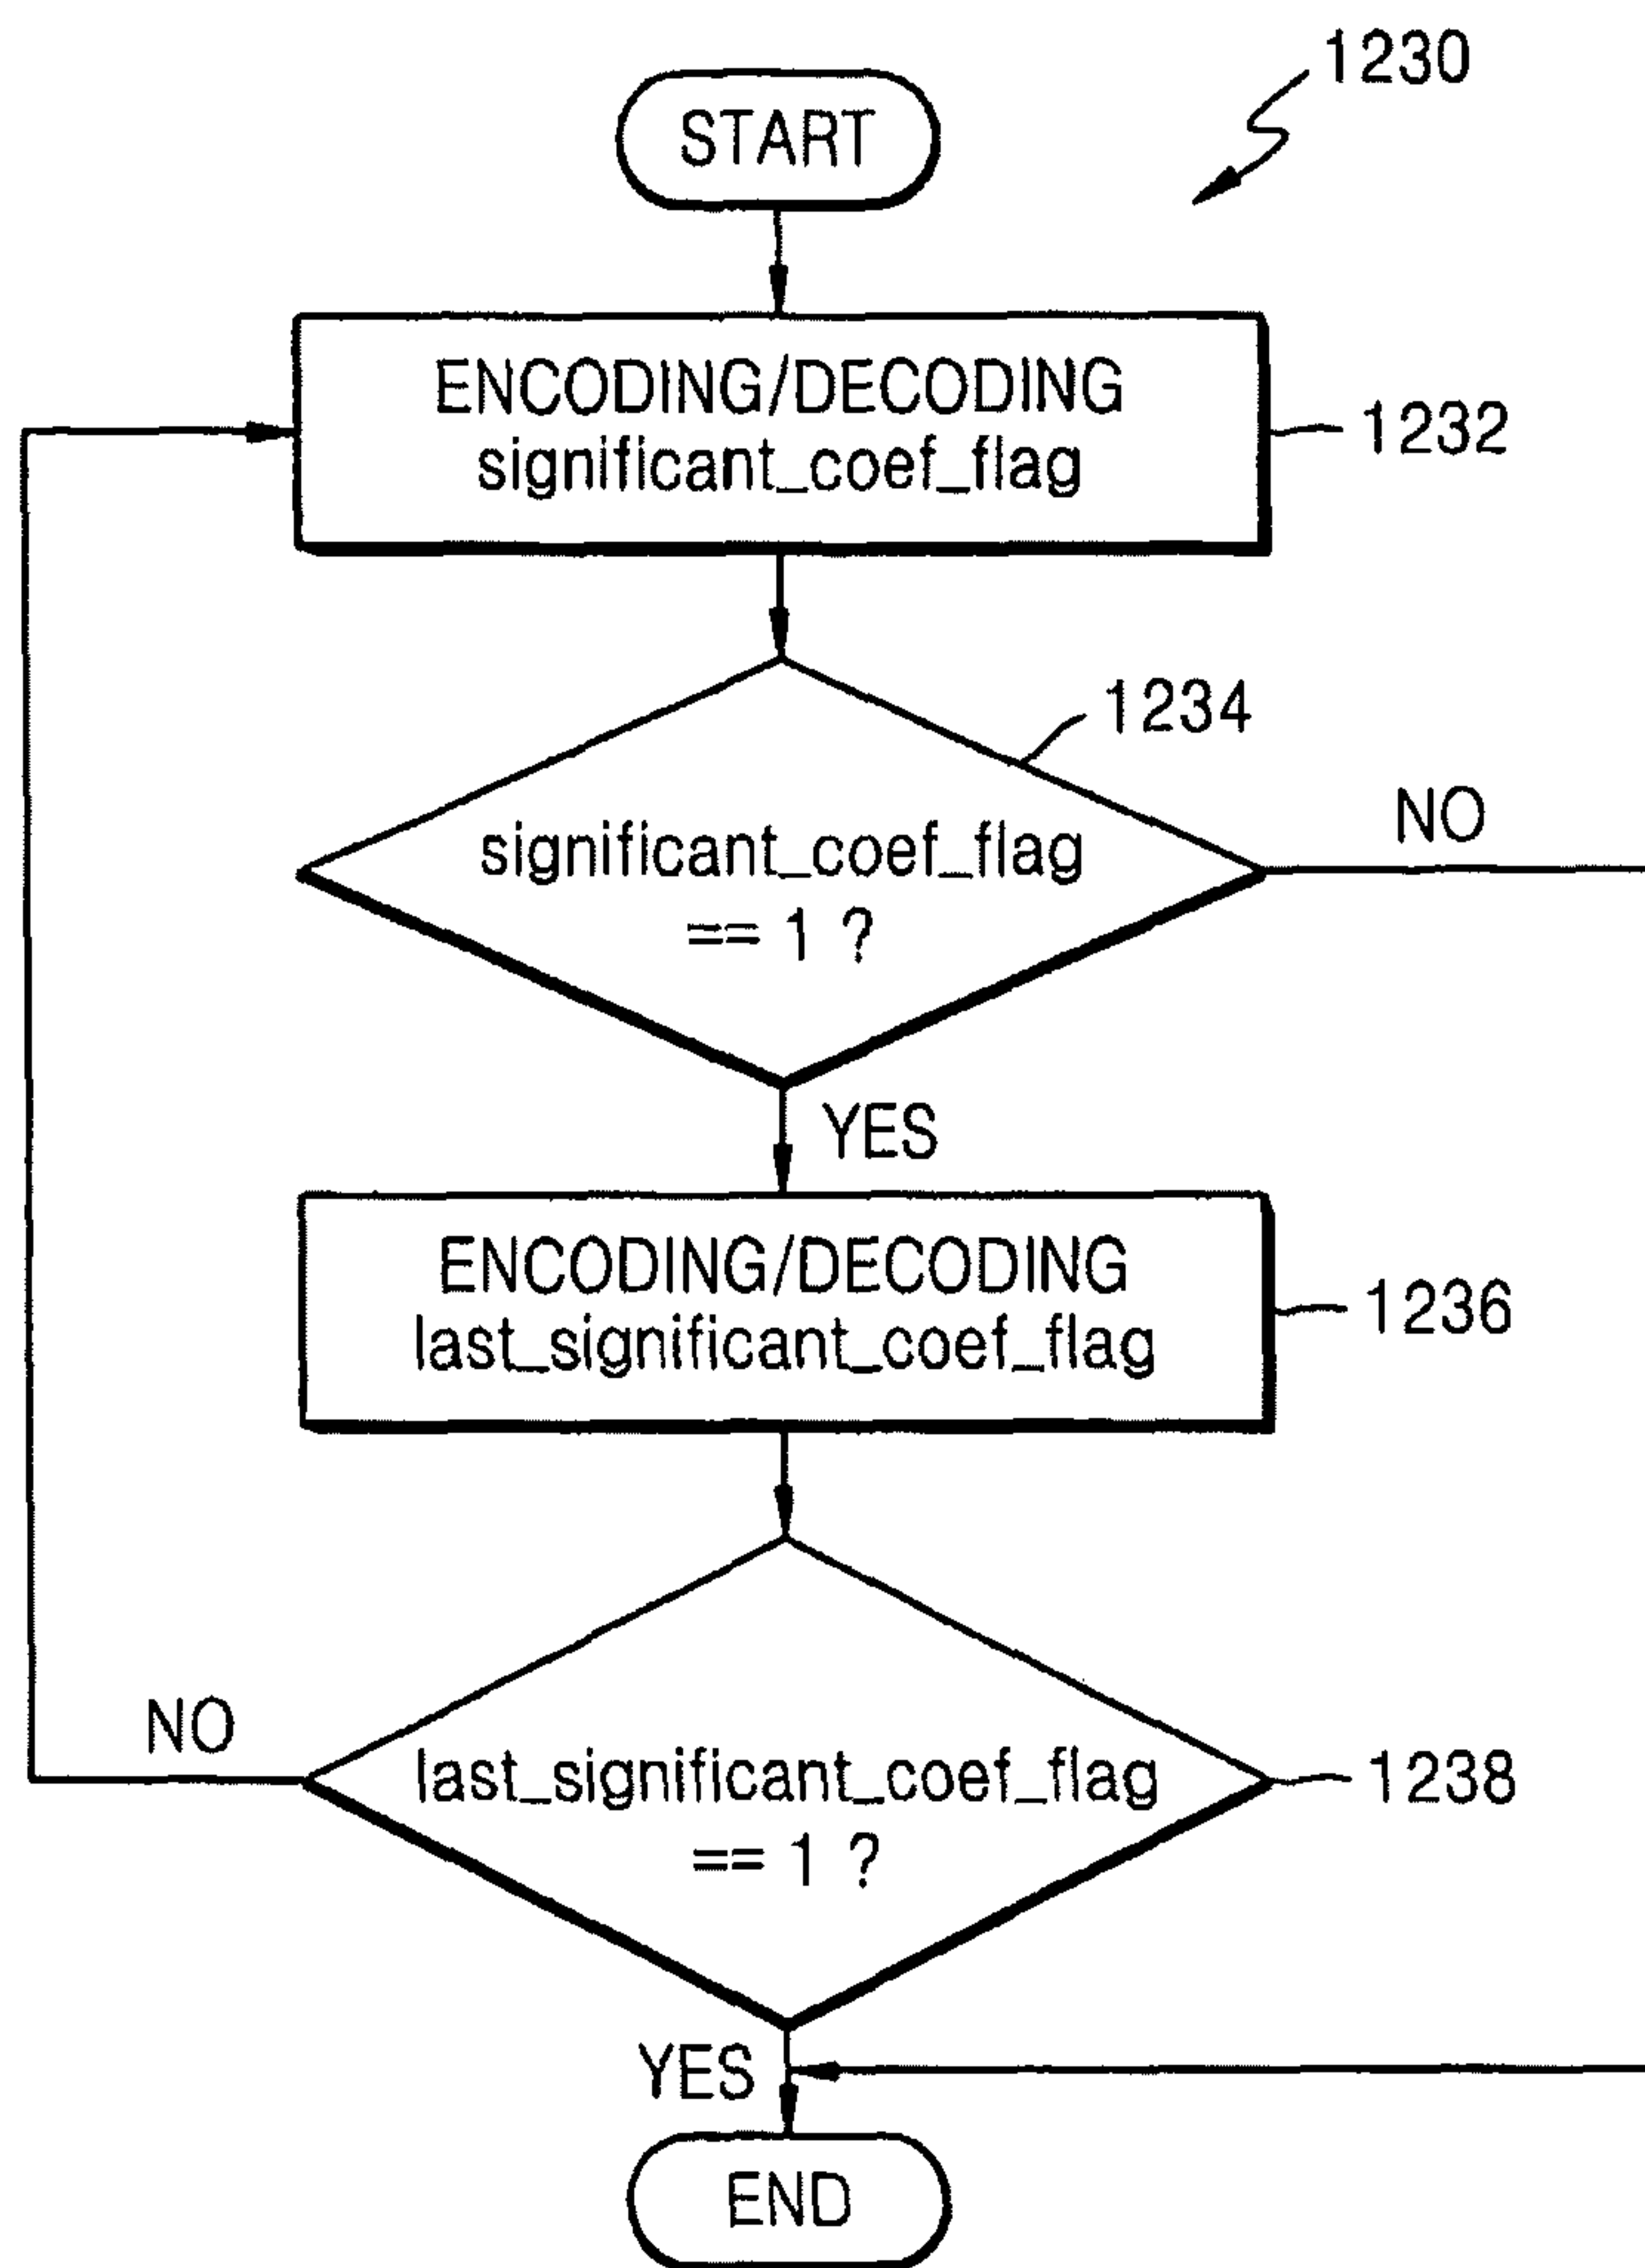 1230
START
ENCODING/DECODING
significant_coef_flag
1232
1234
significant_coef_flag
== 1 ?
NO
YES
ENCODING/DECODING
last_significant_coef_flag
1236
NO
last_significant_coef_flag
== 1 ?
1238
YES
END